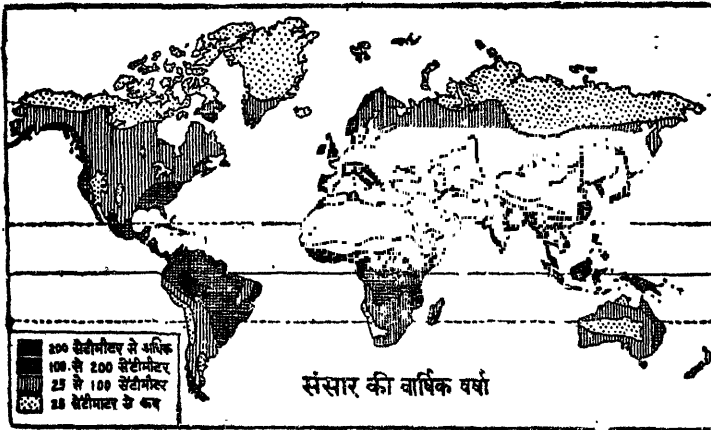 200 सेंटीमीटर से अधिक
100 से 200 सेंटीमीटर
25 से 100 सेंटीमीटर
25 सेंटीमीटर से कम
संसार की वार्षिक वर्षा